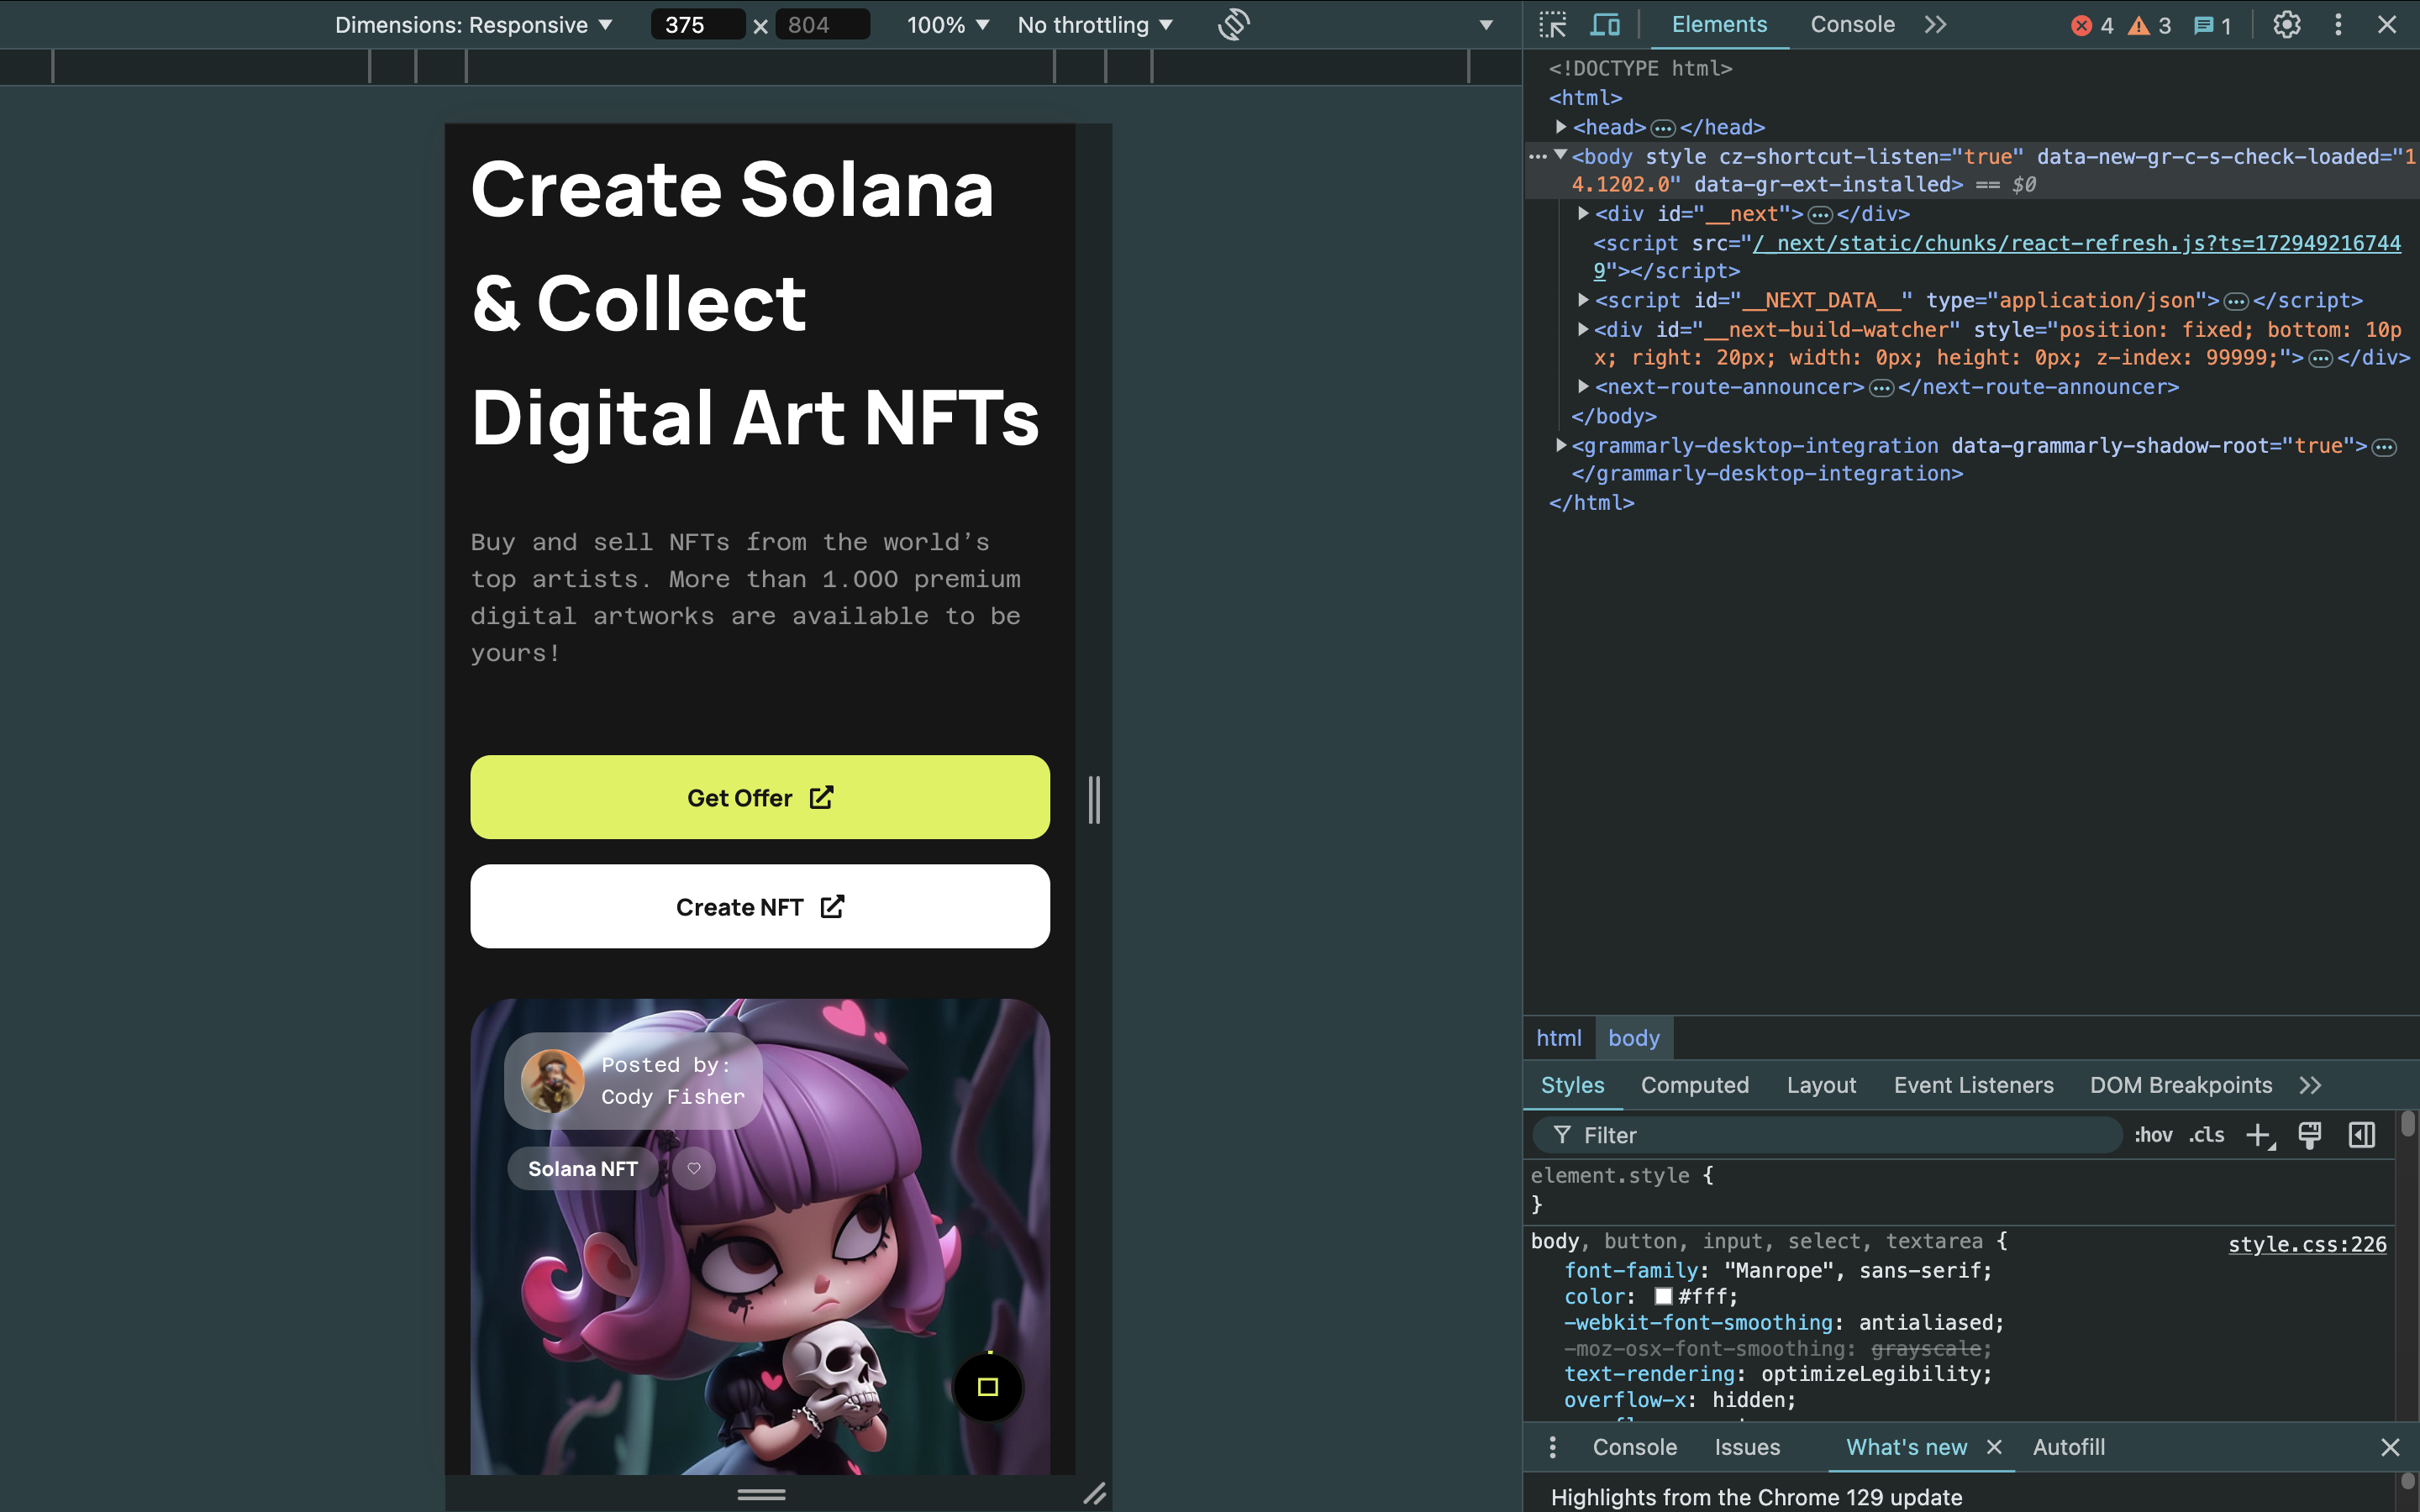 Dimensions: Responsive 375 × 804 100% No throttling
Elements Console 4 3 1
<!DOCTYPE html>
<html>
<head> </head>
<body style cz-shortcut-listen="true" data-new-gr-c-s-check-loaded="1
4.1202.0" data-gr-ext-installed> == $0
<div id="__next"> </div>
<script src="/_next/static/chunks/react-refresh.js?ts=172949216744
9"></script>
<script id="__NEXT_DATA__" type="application/json"> </script>
<div id="__next-build-watcher" style="position: fixed; bottom: 10p
x; right: 20px; width: 0px; height: 0px; z-index: 99999;"> </div>
<next-route-announcer> </next-route-announcer>
</body>
<grammarly-desktop-integration data-grammarly-shadow-root="true">
</grammarly-desktop-integration>
</html>
Create Solana
& Collect
Digital Art NFTs
Buy and sell NFTs from the world’s
top artists. More than 1.000 premium
digital artworks are available to be
yours!
Get Offer
Create NFT
Posted by:
Cody Fisher
Solana NFT
html body
Styles Computed Layout Event Listeners DOM Breakpoints
Filter :hov .cls
element.style {
}
body, button, input, select, textarea { style.css:226
font-family: "Manrope", sans-serif;
color: #fff;
-webkit-font-smoothing: antialiased;
-moz-osx-font-smoothing: grayscale;
text-rendering: optimizeLegibility;
overflow-x: hidden;
Console Issues What's new Autofill
Highlights from the Chrome 129 update